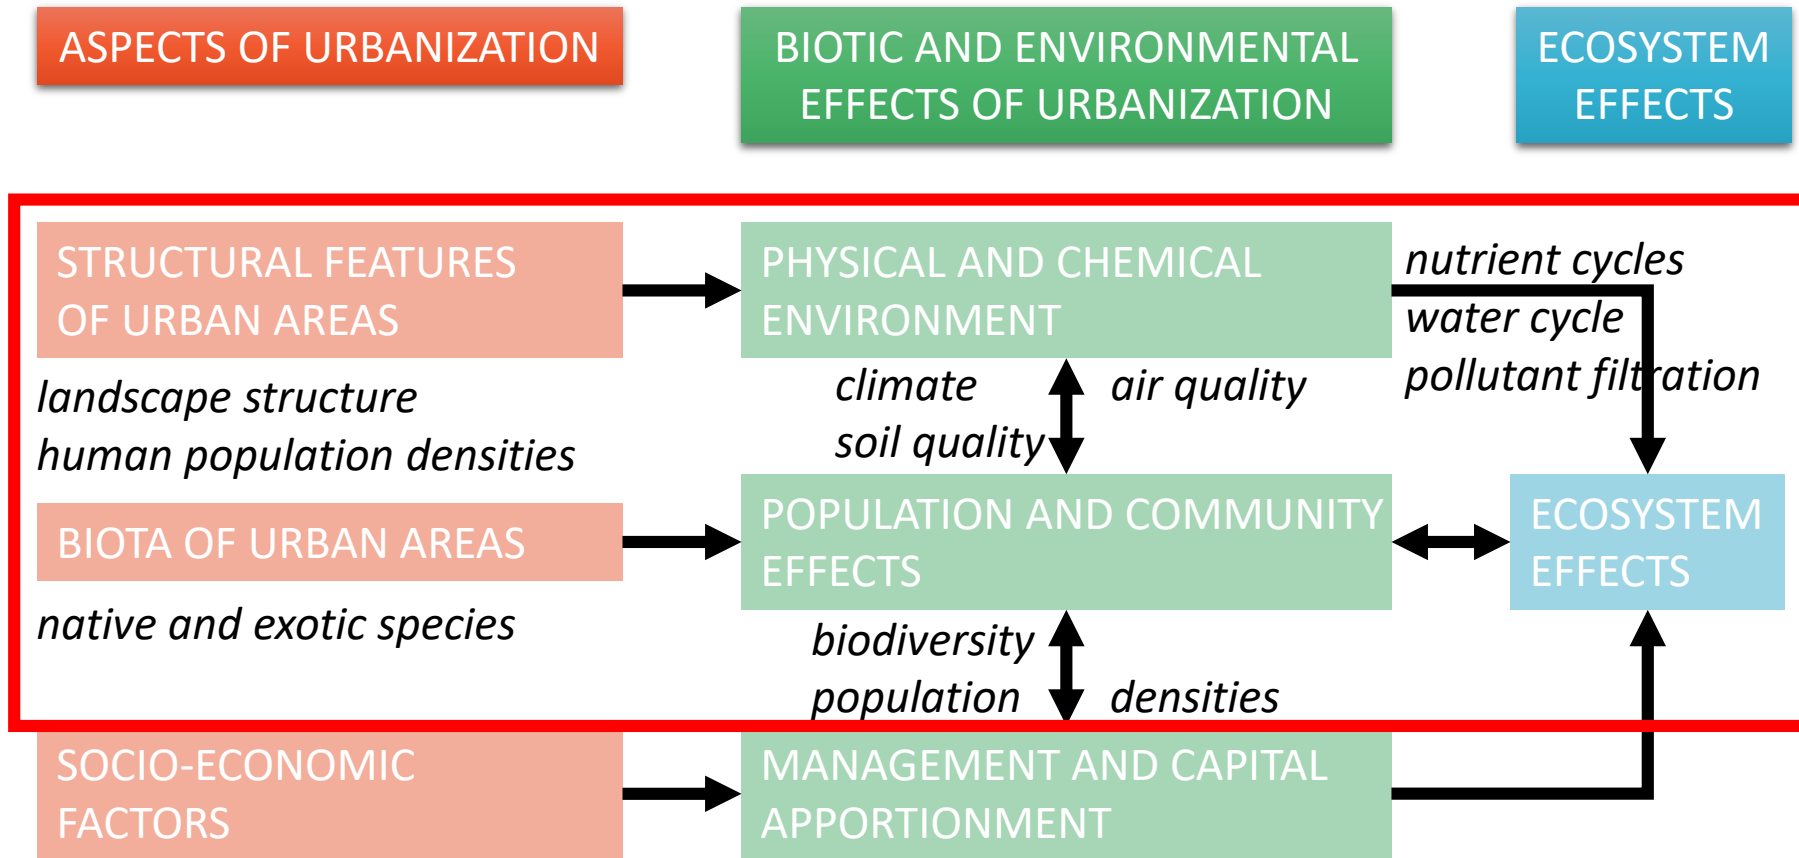 ASPECTS OF URBANIZATION
BIOTIC AND ENVIRONMENTAL
EFFECTS OF URBANIZATION
ECOSYSTEM
EFFECTS
STRUCTURAL FEATURES
OF URBAN AREAS
landscape structure
human population densities
PHYSICAL AND CHEMICAL
ENVIRONMENT
climate air quality
soil quality
nutrient cycles
water cycle
pollutant filtration
BIOTA OF URBAN AREAS
native and exotic species
POPULATION AND COMMUNITY
EFFECTS
biodiversity
population densities
ECOSYSTEM
EFFECTS
SOCIO-ECONOMIC
FACTORS
MANAGEMENT AND CAPITAL
APPORTIONMENT